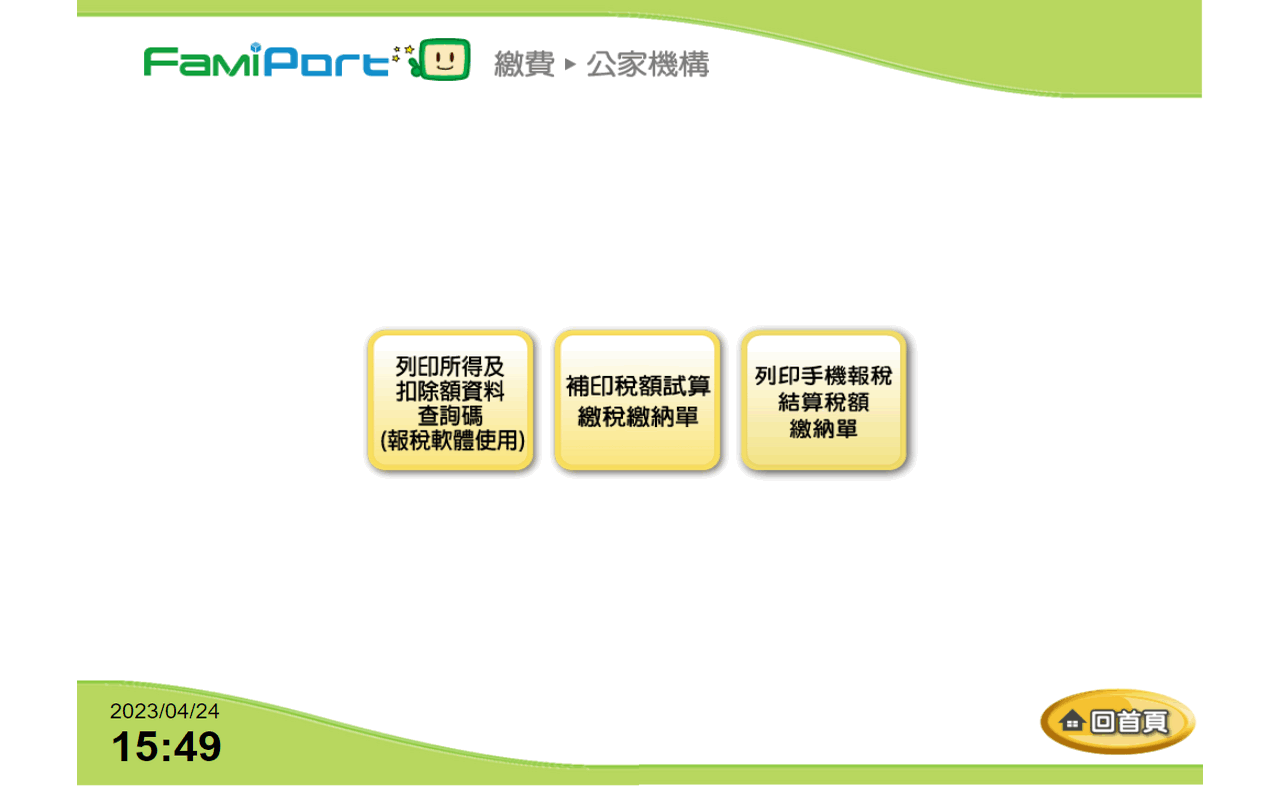 FamiPort 繳費 ▸ 公家機構
列印所得及
扣除額資料
查詢碼
(報稅軟體使用)
補印稅額試算
繳稅繳納單
列印手機報稅
結算稅額
繳納單
2023/04/24
15:49
回首頁